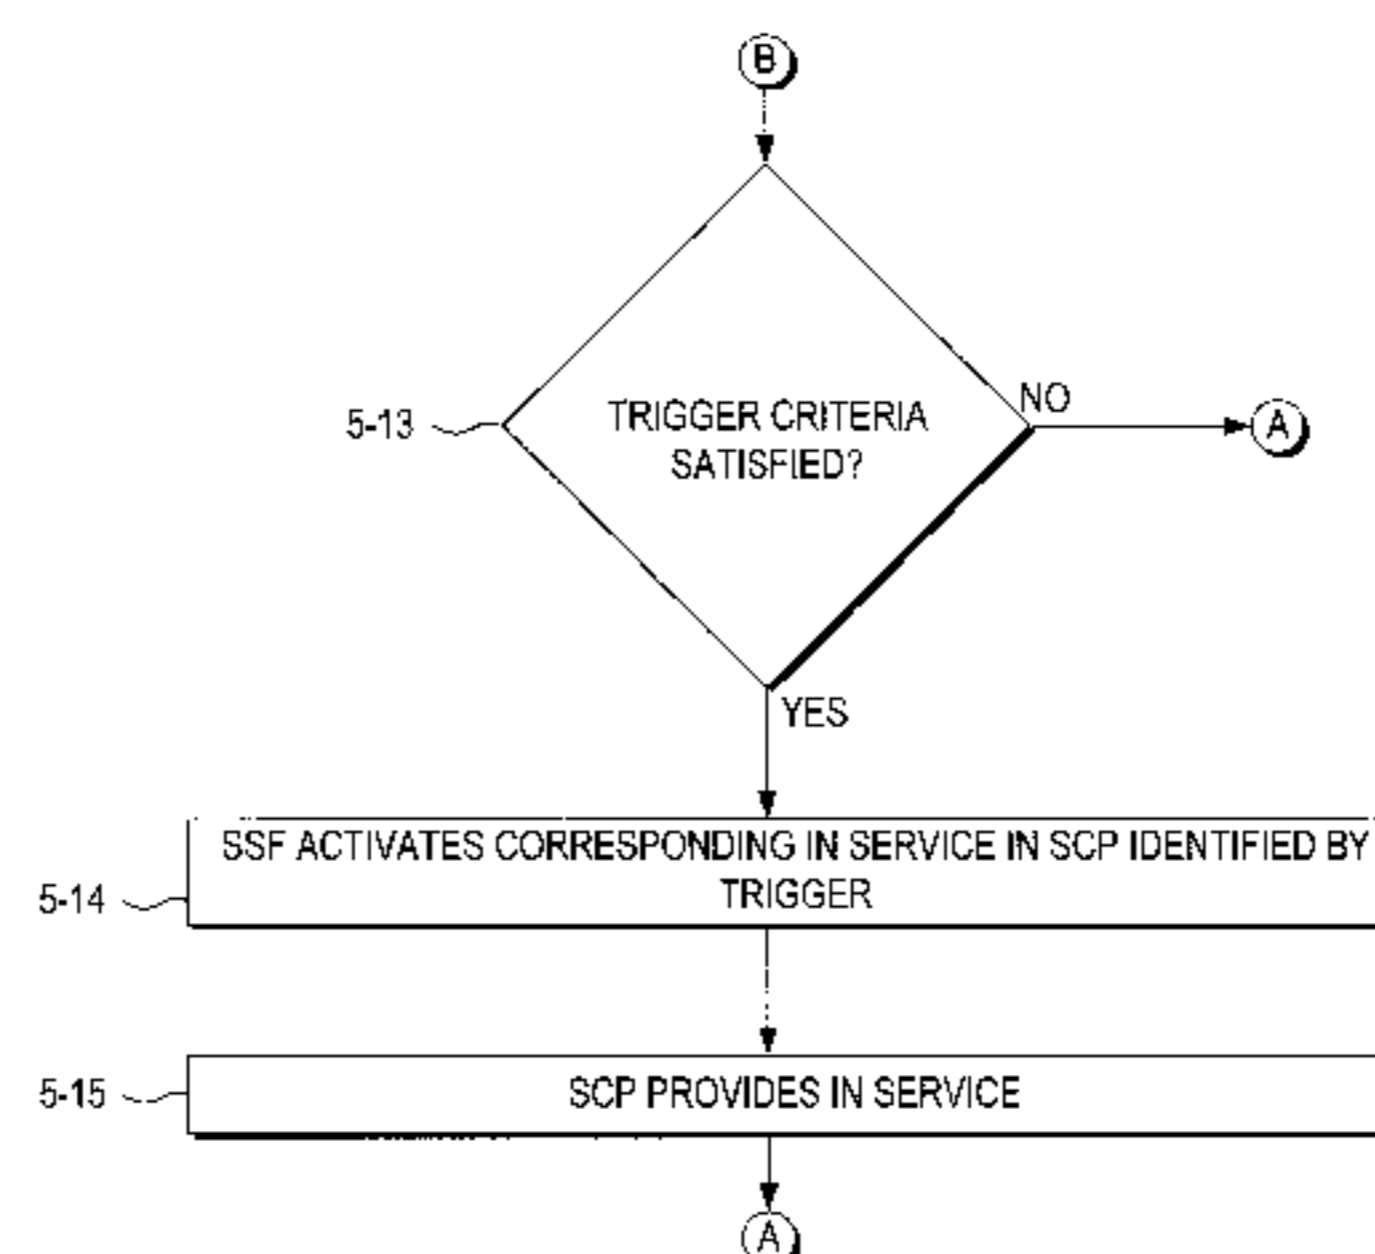 B
NO
5-13
TRIGGER CRITERIA
SATISFIED?
A
YES
SSF ACTIVATES CORRESPONDING IN SERVICE IN SCP IDENTIFIED BY
TRIGGER
5-14
5-15
SCP PROVIDES IN SERVICE
A